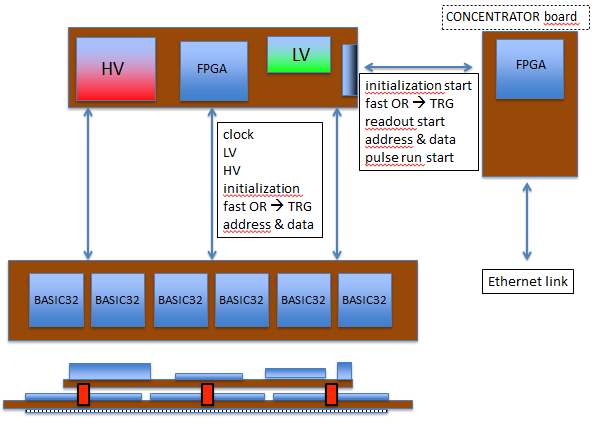 CONCENTRATOR board
HV
FPGA
LV
FPGA
initialization start
fast OR → TRG
readout start
address & data
pulse run start
clock
LV
HV
initialization
fast OR → TRG
address & data
BASIC32
BASIC32
BASIC32
BASIC32
BASIC32
BASIC32
Ethernet link